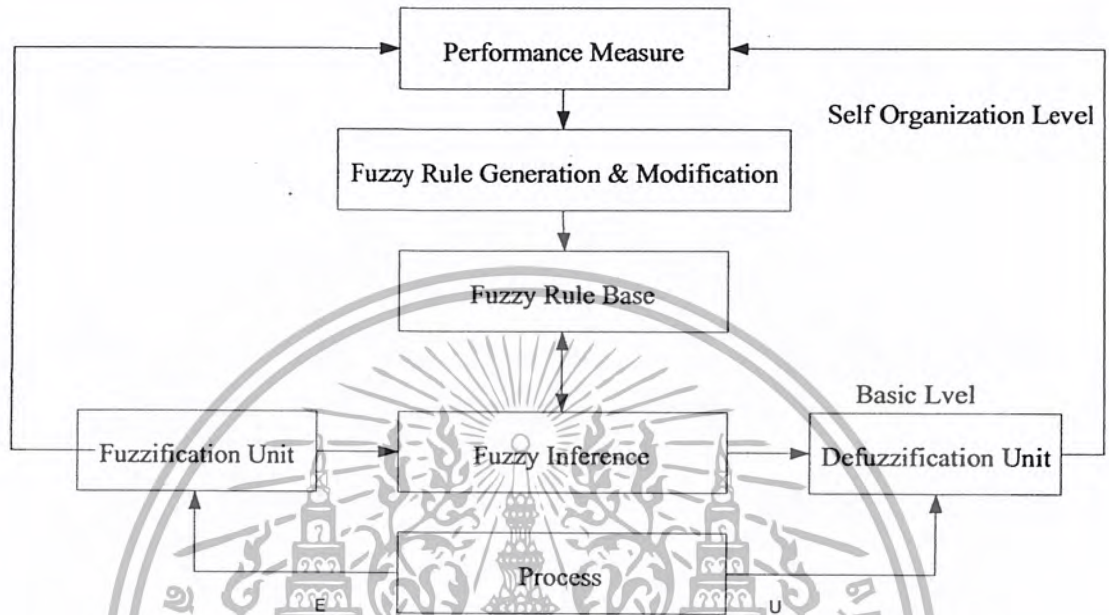 Performance Measure
Self Organization Level
Fuzzy Rule Generation & Modification
Fuzzy Rule Base
Basic Lvel
Fuzzification Unit
Fuzzy Inference
Defuzzification Unit
Process
E
U